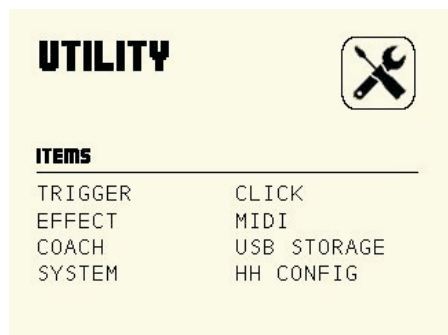 UTILITY
ITEMS
TRIGGER CLICK
EFFECT MIDI
COACH USB STORAGE
SYSTEM HH CONFIG